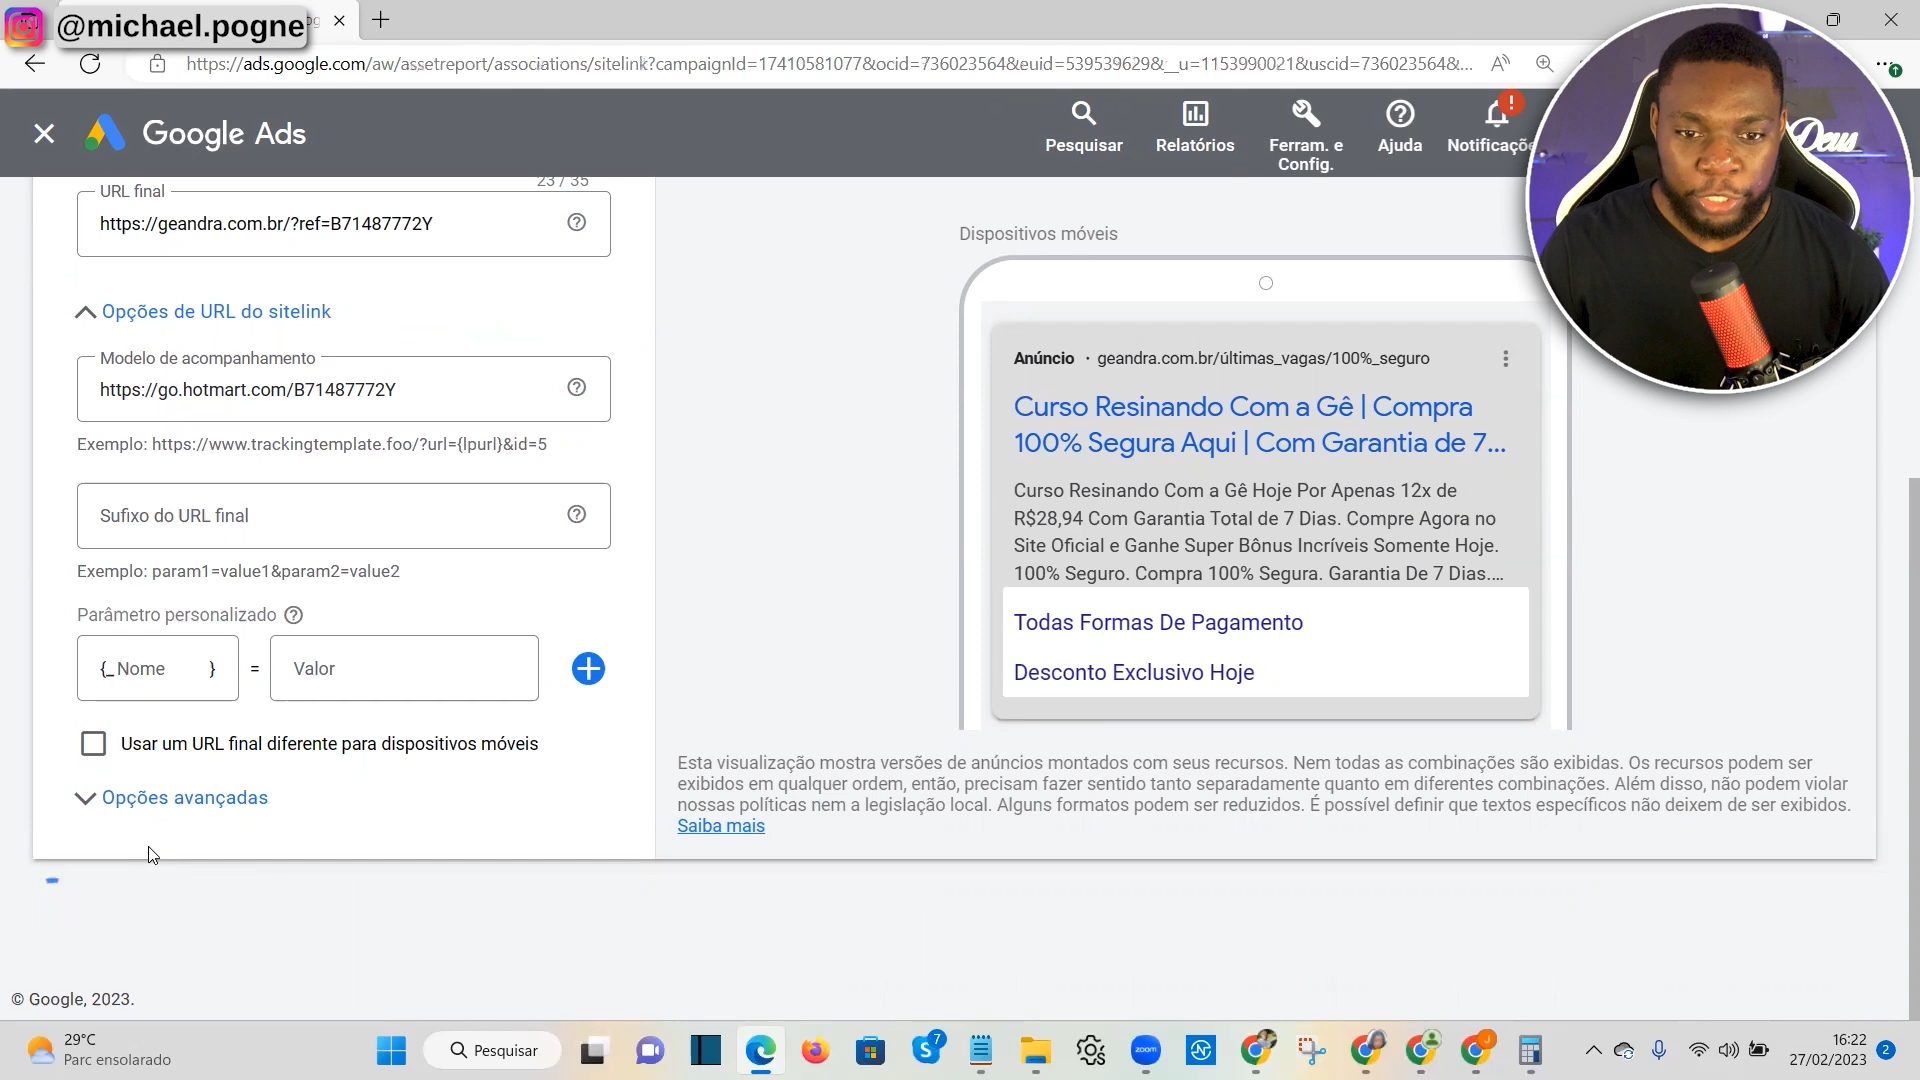 @michael.pogne
https://ads.google.com/aw/assetreport/associations/sitelink?campaignId=17410581077&ocid=736023564&euid=539539629&__u=1153990021&uscid=736023564&...
Google Ads
Pesquisar
Relatórios
Ferram. e
Config.
Ajuda
Notificaçõe
Deus
23 / 35
URL final
https://geandra.com.br/?ref=B71487772Y
Opções de URL do sitelink
Modelo de acompanhamento
https://go.hotmart.com/B71487772Y
Exemplo: https://www.trackingtemplate.foo/?url={lpurl}&id=5
Sufixo do URL final
Exemplo: param1=value1&param2=value2
Parâmetro personalizado
{_ Nome } = Valor
Usar um URL final diferente para dispositivos móveis
Opções avançadas
Dispositivos móveis
Anúncio · geandra.com.br/últimas_vagas/100%_seguro
Curso Resinando Com a Gê | Compra
100% Segura Aqui | Com Garantia de 7...
Curso Resinando Com a Gê Hoje Por Apenas 12x de
R$28,94 Com Garantia Total de 7 Dias. Compre Agora no
Site Oficial e Ganhe Super Bônus Incríveis Somente Hoje.
100% Seguro. Compra 100% Segura. Garantia De 7 Dias....
Todas Formas De Pagamento
Desconto Exclusivo Hoje
Esta visualização mostra versões de anúncios montados com seus recursos. Nem todas as combinações são exibidas. Os recursos podem ser
exibidos em qualquer ordem, então, precisam fazer sentido tanto separadamente quanto em diferentes combinações. Além disso, não podem violar
nossas políticas nem a legislação local. Alguns formatos podem ser reduzidos. É possível definir que textos específicos não deixem de ser exibidos.
Saiba mais
© Google, 2023.
29°C
Parc ensolarado
Pesquisar
7
zoom
16:22
27/02/2023
2